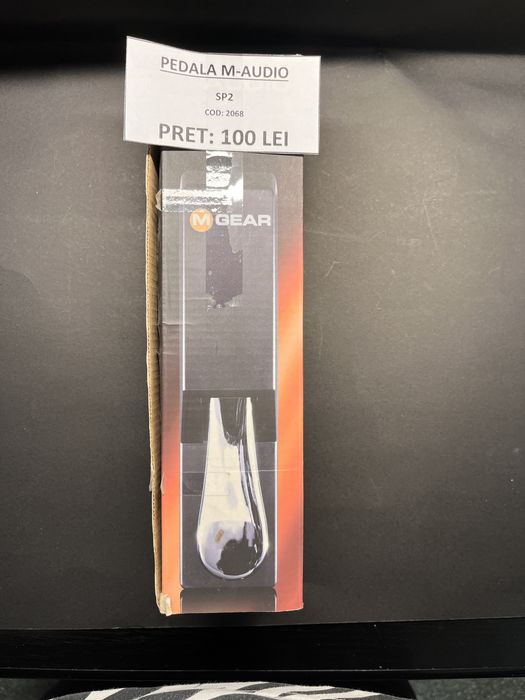 PEDALA M-AUDIO
SP2
COD: 2068
PRET: 100 LEI
M GEAR